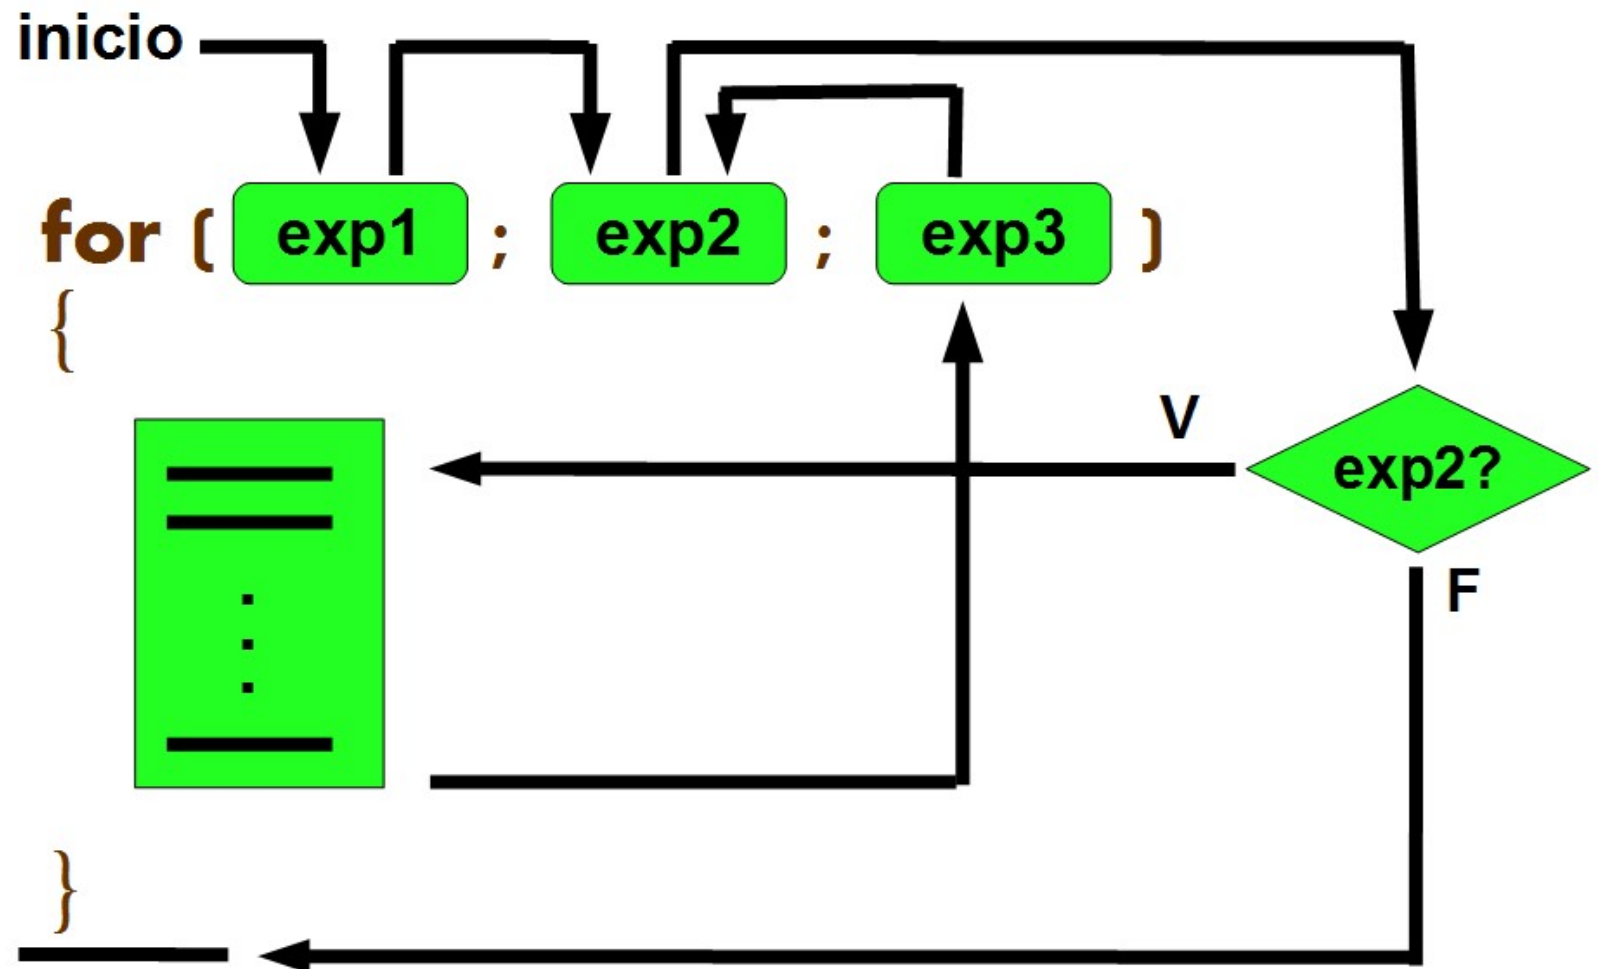 inicio
for ( exp1 ; exp2 ; exp3 )
{
V
exp2?
F
}